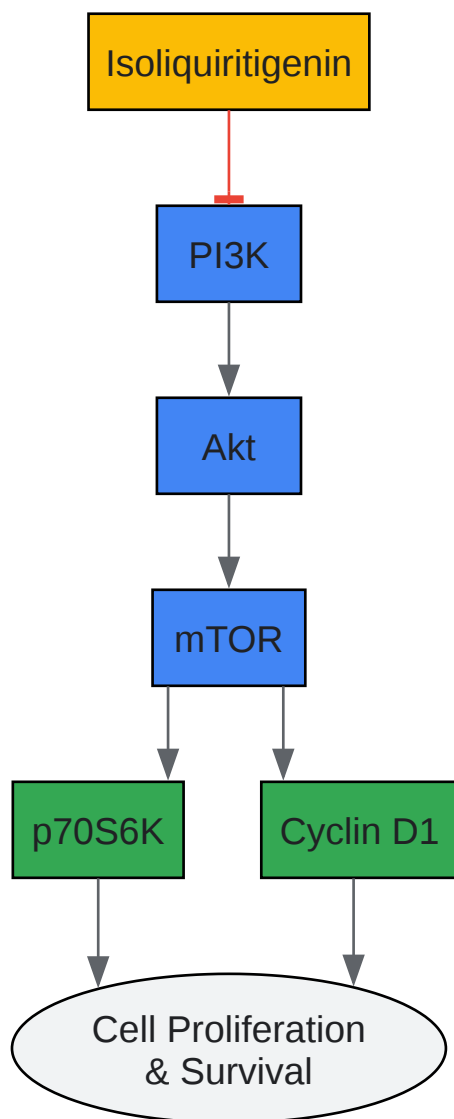 Isoliquiritigenin
PI3K
Akt
mTOR
p70S6K
Cyclin D1
Cell Proliferation
& Survival